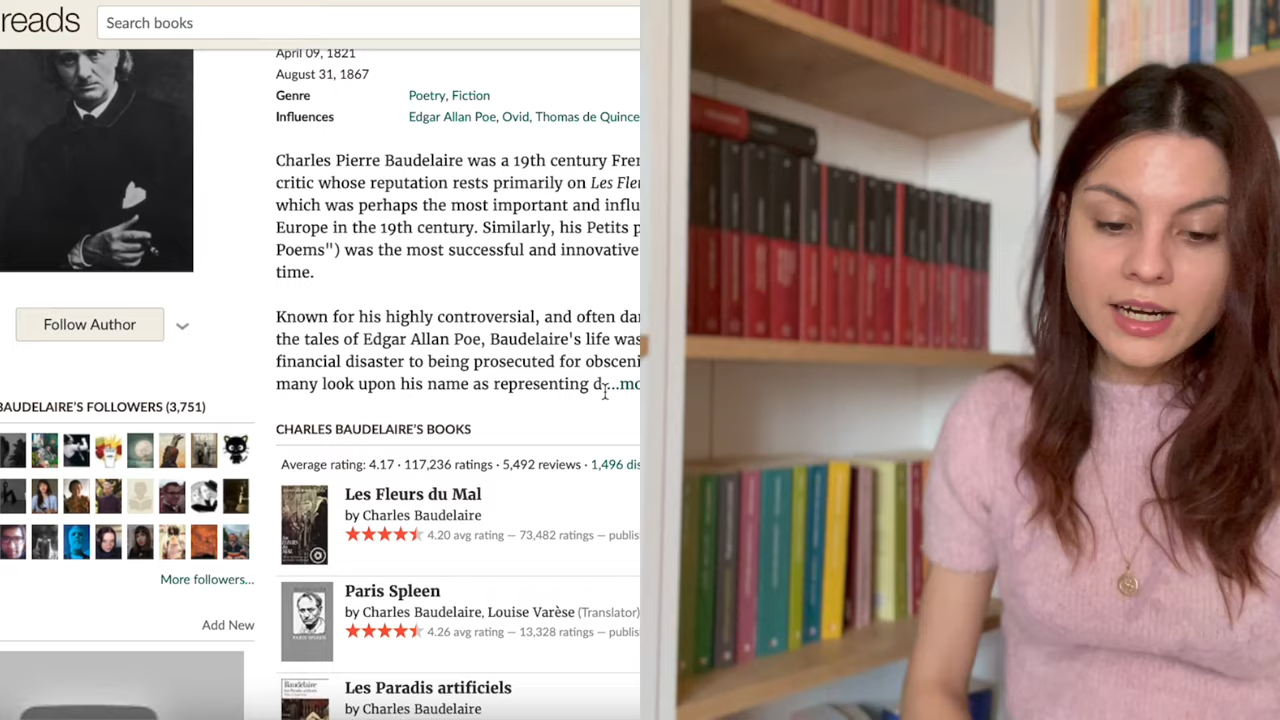 reads
Search books
April 09, 1821
August 31, 1867
Genre
Poetry, Fiction
Influences
Edgar Allan Poe, Ovid, Thomas de Quince
Charles Pierre Baudelaire was a 19th century Fre
critic whose reputation rests primarily on Les Fle
which was perhaps the most important and influ
Europe in the 19th century. Similarly, his Petits p
Poems") was the most successful and innovative
time.
Follow Author
Known for his highly controversial, and often da
the tales of Edgar Allan Poe, Baudelaire's life was
financial disaster to being prosecuted for obsceni
many look upon his name as representing d...mo
BAUDELAIRE'S FOLLOWERS (3,751)
More followers...
Add New
CHARLES BAUDELAIRE'S BOOKS
Average rating: 4.17 · 117,236 ratings · 5,492 reviews · 1,496 dis
Les Fleurs du Mal
by Charles Baudelaire
4.20 avg rating — 73,482 ratings — publis
Paris Spleen
by Charles Baudelaire, Louise Varèse (Translator)
4.26 avg rating — 13,328 ratings — publis
Les Paradis artificiels
by Charles Baudelaire
Baudelaire